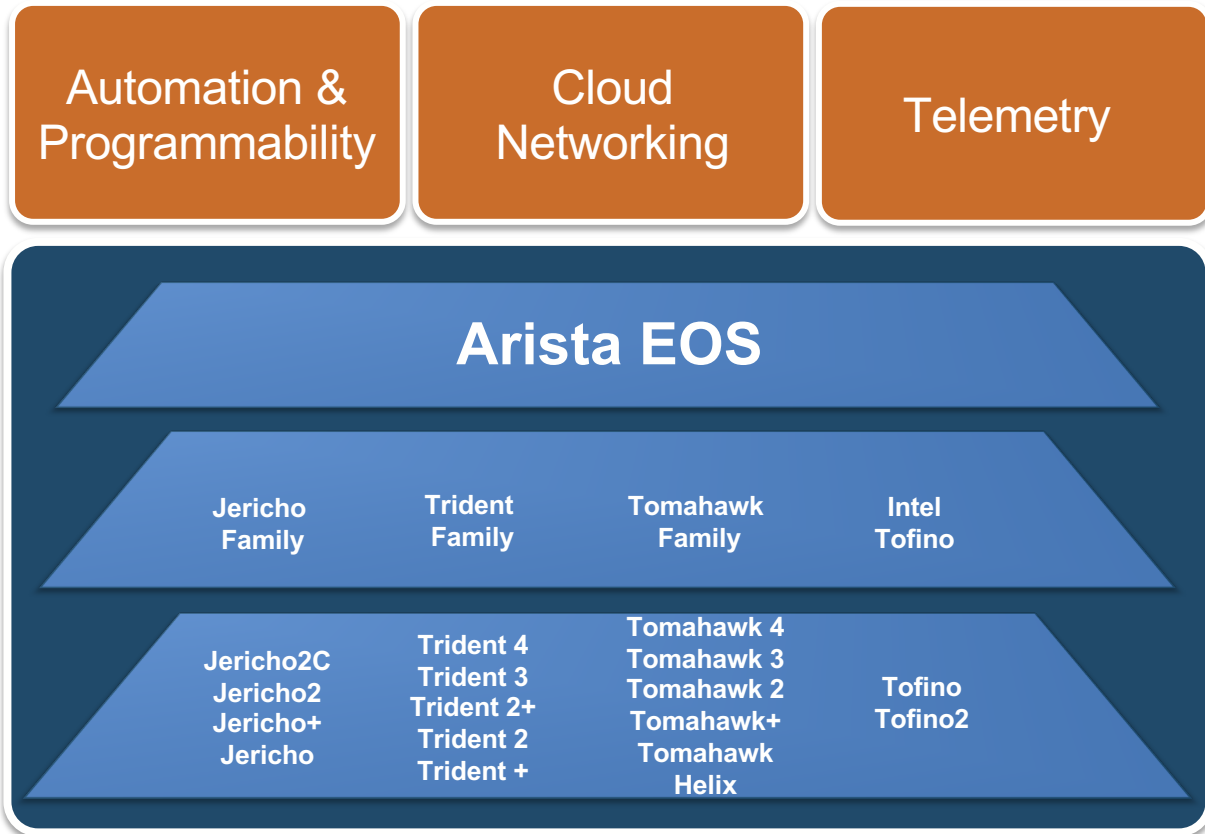 Automation &
Programmability
Cloud
Networking
Telemetry
Arista EOS
Jericho
Family
Trident
Family
Tomahawk
Family
Intel
Tofino
Jericho2C
Jericho2
Jericho+
Jericho
Trident 4
Trident 3
Trident 2+
Trident 2
Trident +
Tomahawk 4
Tomahawk 3
Tomahawk 2
Tomahawk+
Tomahawk
Helix
Tofino
Tofino2